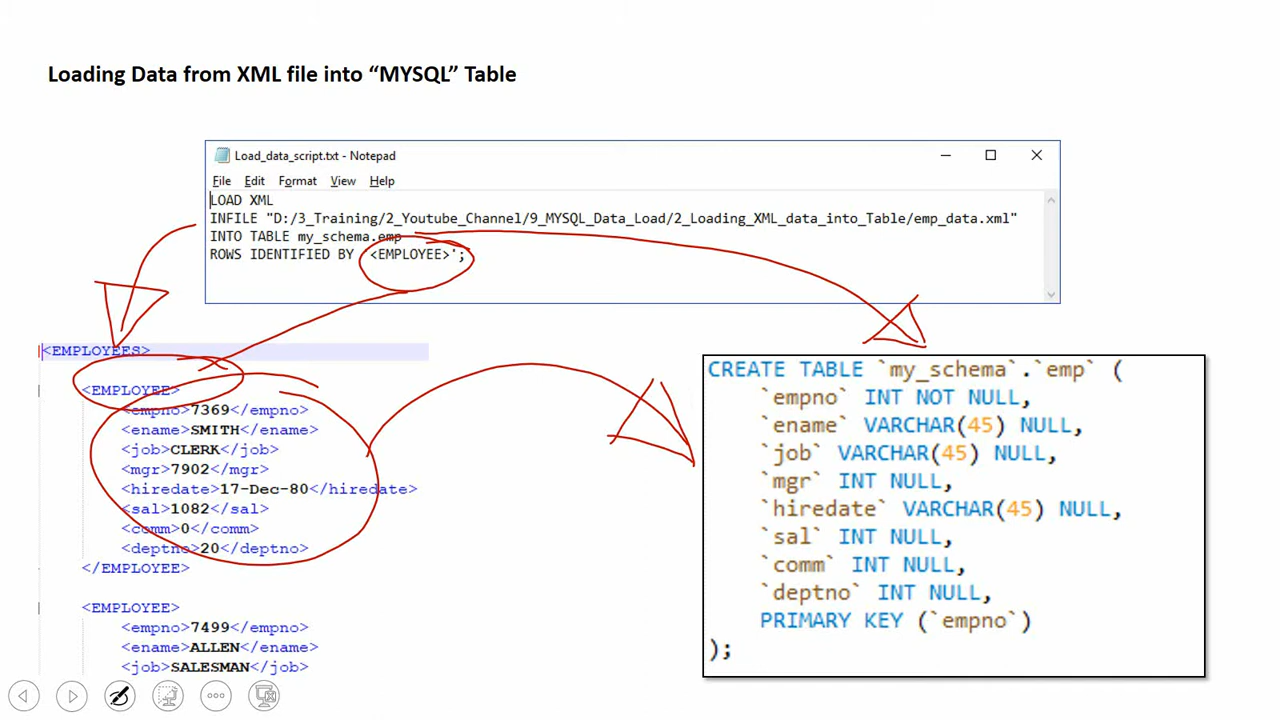 Loading Data from XML file into “MYSQL” Table
Load_data_script.txt - Notepad
File Edit Format View Help
LOAD XML
INFILE "D:/3_Training/2_Youtube_Channel/9_MYSQL_Data_Load/2_Loading_XML_data_into_Table/emp_data.xml"
INTO TABLE my_schema.emp
ROWS IDENTIFIED BY '<EMPLOYEE>';
<EMPLOYEES>
<EMPLOYEE>
<empno>7369</empno>
<ename>SMITH</ename>
<job>CLERK</job>
<mgr>7902</mgr>
<hiredate>17-Dec-80</hiredate>
<sal>1082</sal>
<comm>0</comm>
<deptno>20</deptno>
</EMPLOYEE>
<EMPLOYEE>
<empno>7499</empno>
<ename>ALLEN</ename>
<job>SALESMAN</job>
CREATE TABLE `my_schema`.`emp` (
`empno` INT NOT NULL,
`ename` VARCHAR(45) NULL,
`job` VARCHAR(45) NULL,
`mgr` INT NULL,
`hiredate` VARCHAR(45) NULL,
`sal` INT NULL,
`comm` INT NULL,
`deptno` INT NULL,
PRIMARY KEY (`empno`)
);